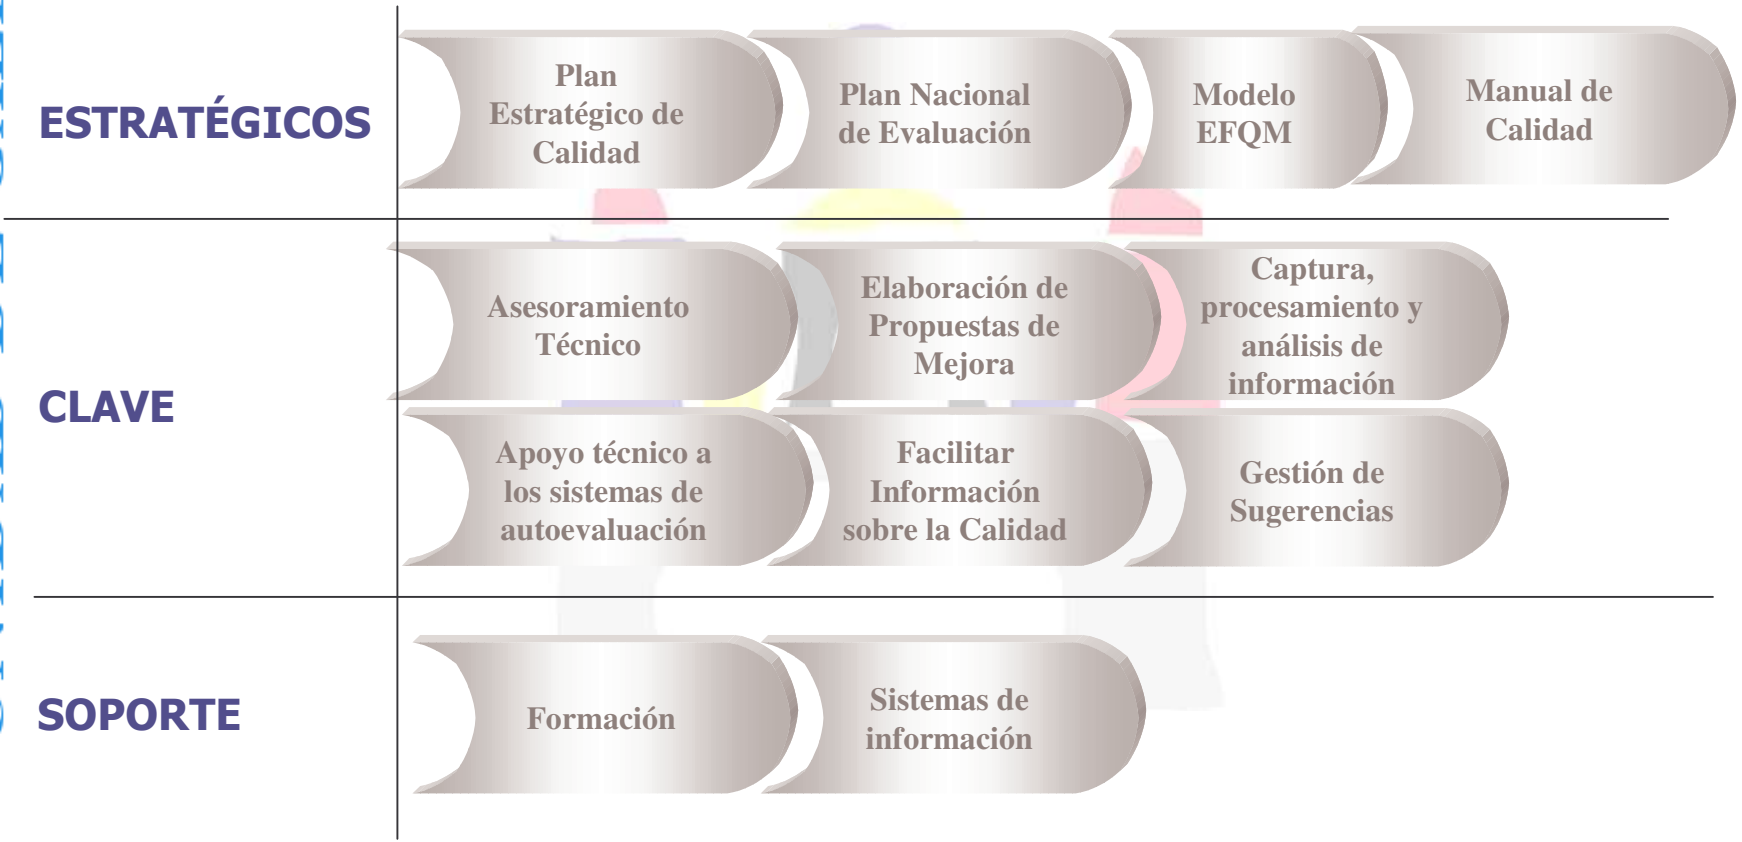 ESTRATÉGICOS
Plan
Estratégico de
Calidad
Plan Nacional
de Evaluación
Modelo
EFQM
Manual de
Calidad
CLAVE
Asesoramiento
Técnico
Elaboración de
Propuestas de
Mejora
Captura,
procesamiento y
análisis de
información
Apoyo técnico a
los sistemas de
autoevaluación
Facilitar
Información
sobre la Calidad
Gestión de
Sugerencias
SOPORTE
Formación
Sistemas de
información